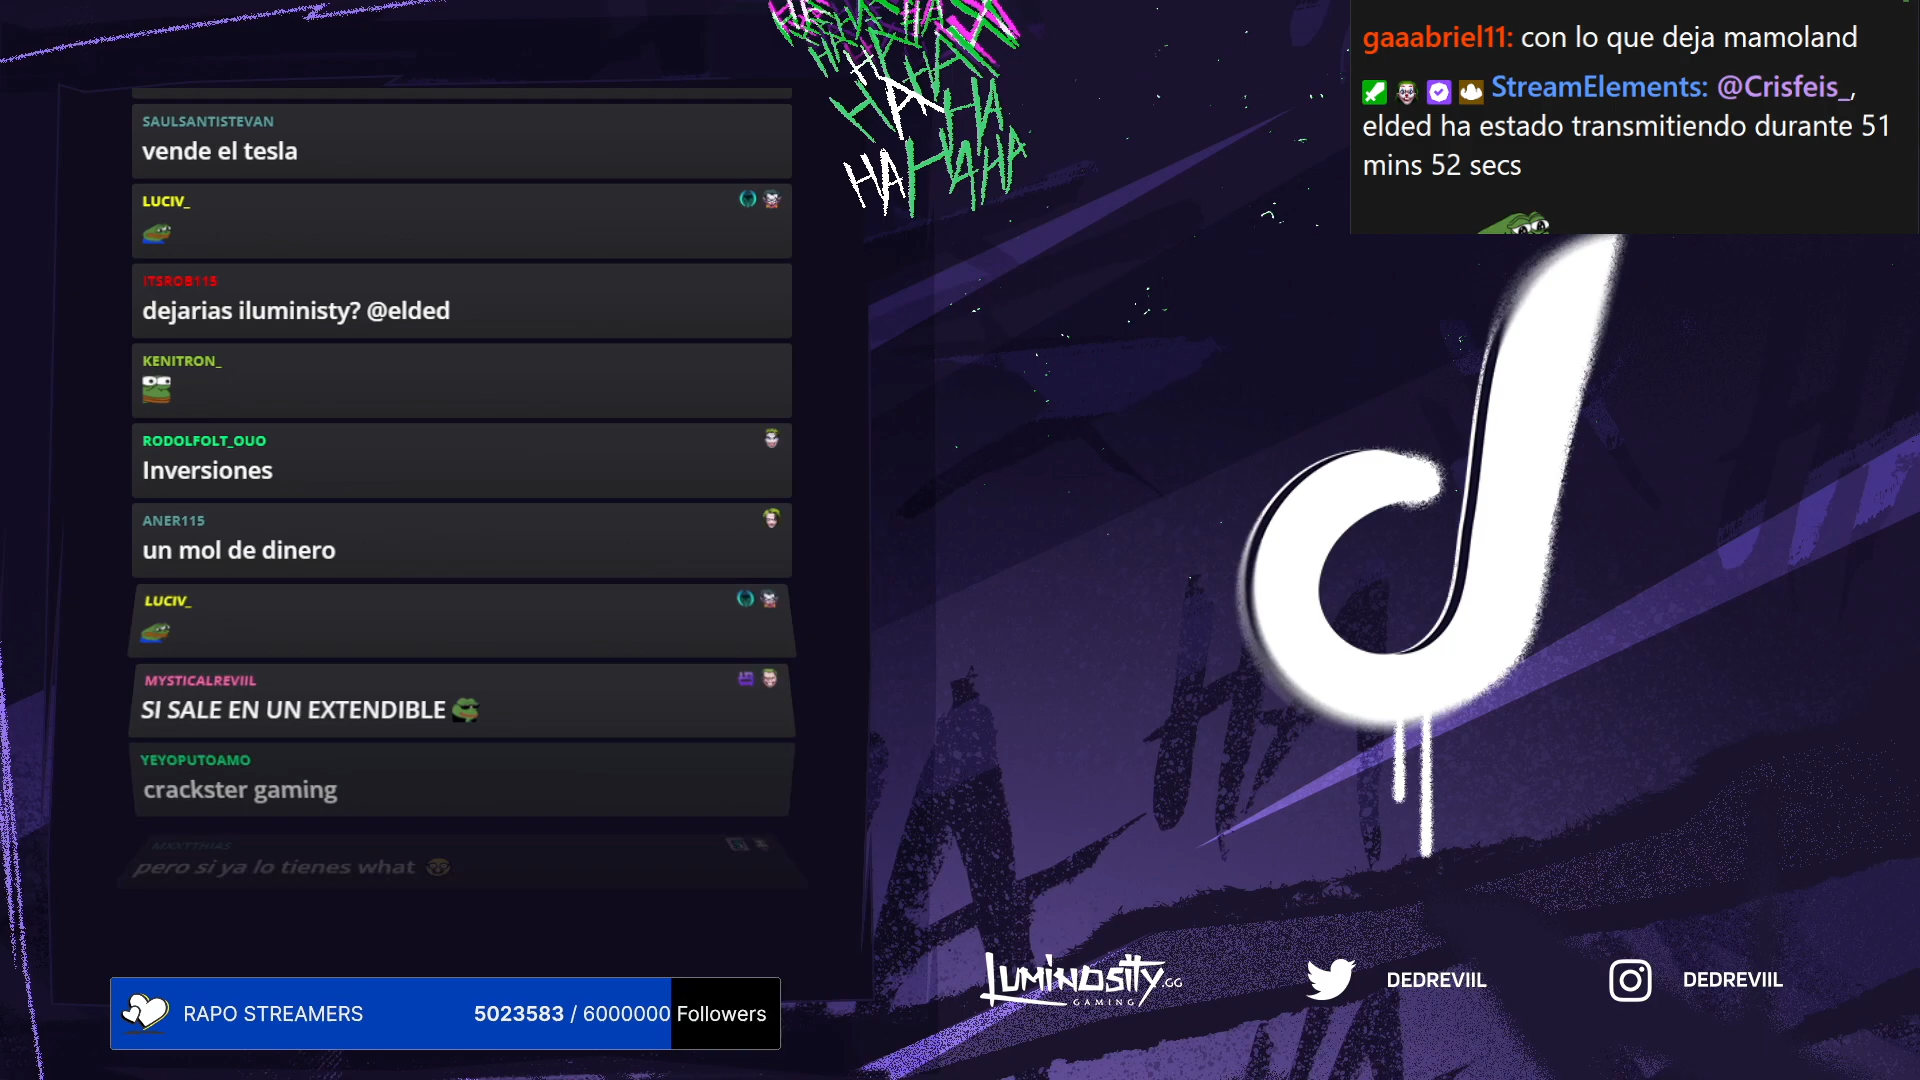 SAULSANTISTEVAN
vende el tesla
LUCIV_
ITSROB115
dejarias iluministy? @elded
KENITRON_
RODOLFOLT_OUO
Inversiones
ANER115
un mol de dinero
LUCIV_
MYSTICALREVIIL
SI SALE EN UN EXTENDIBLE
YEYOPUTOAMO
crackster gaming
MAXTTHIAS
pero si ya lo tienes what
RAPO STREAMERS 5023583 / 6000000 Followers
HA HA
HAHAHA
gaaabriel11: con lo que deja mamoland
StreamElements: @Crisfeis_,
elded ha estado transmitiendo durante 51
mins 52 secs
d
LUMINOSITY.GG
GAMING
DEDREVIIL
DEDREVIIL